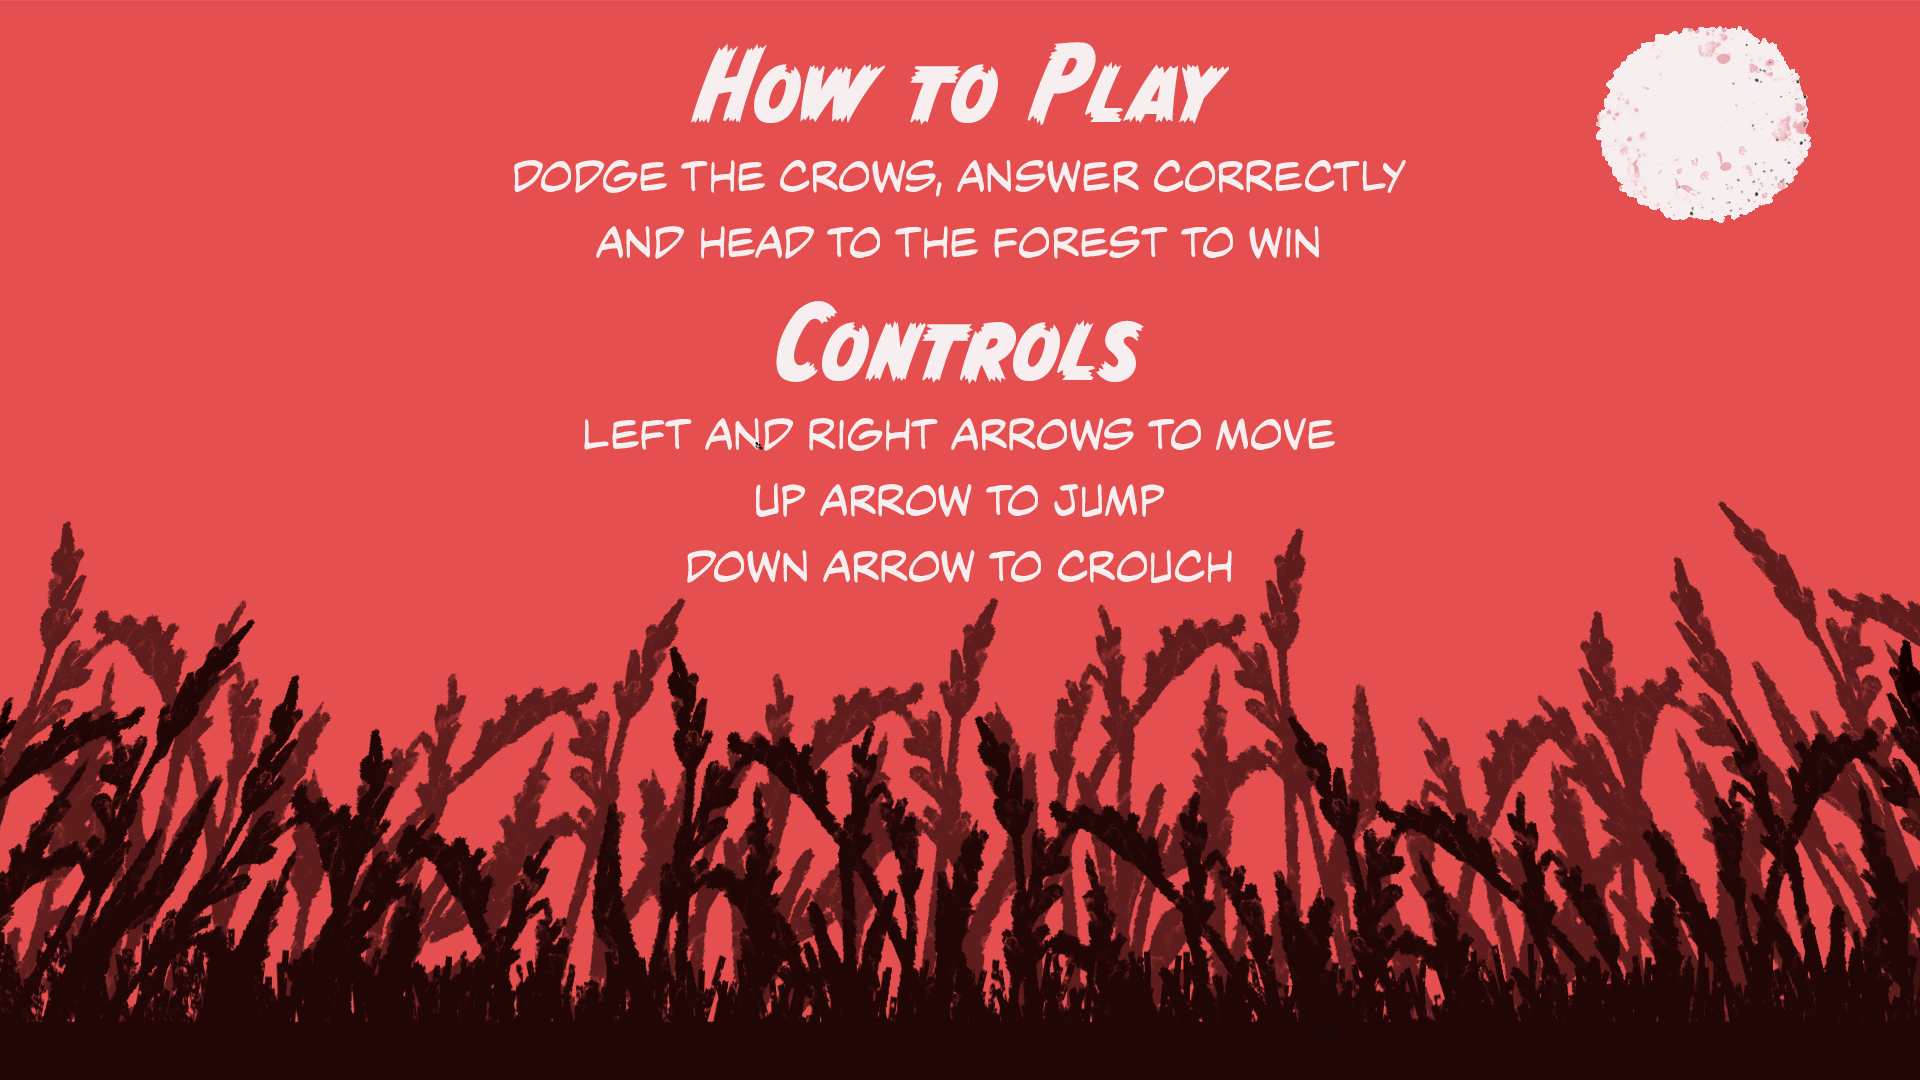 How to Play
DODGE THE CROWS, ANSWER CORRECTLY
AND HEAD TO THE FOREST TO WIN
Controls
LEFT AND RIGHT ARROWS TO MOVE
UP ARROW TO JUMP
DOWN ARROW TO CROUCH